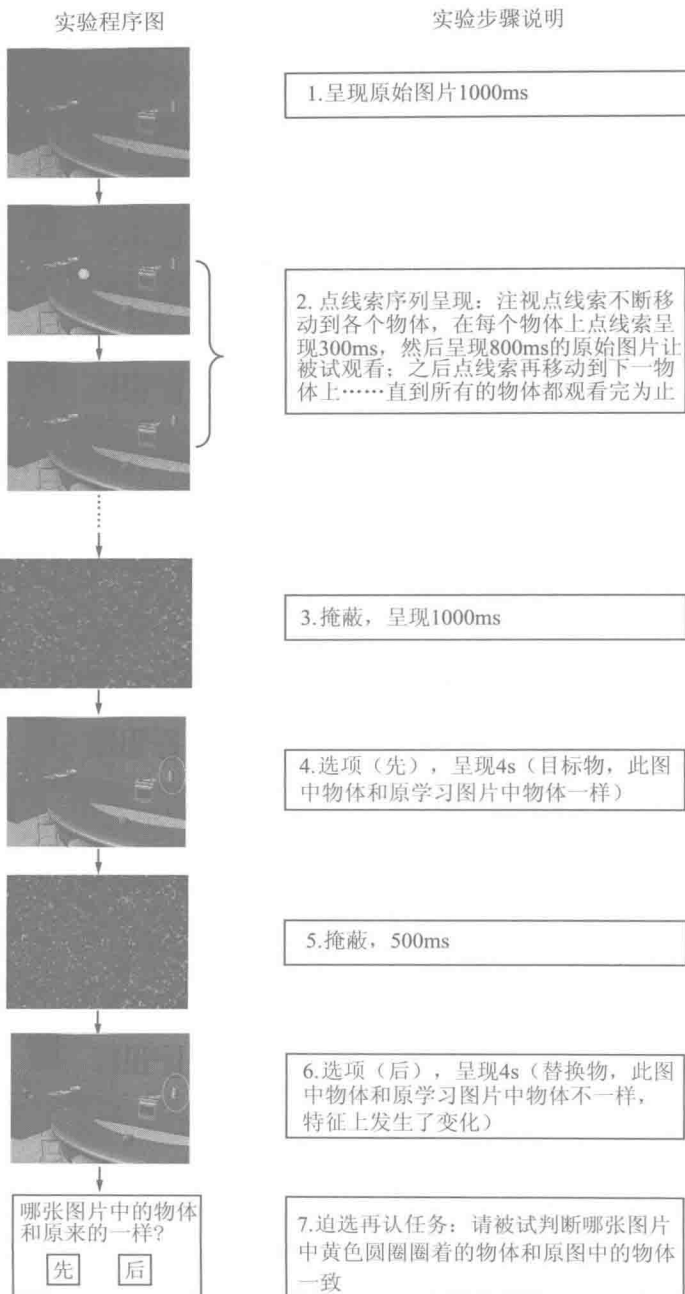 实验程序图
实验步骤说明
1.呈现原始图片1000ms
2. 点线索序列呈现：注视点线索不断移
动到各个物体，在每个物体上点线索呈
现300ms，然后呈现800ms的原始图片让
被试观看；之后点线索再移动到下一物
体上……直到所有的物体都观看完为止
3.掩蔽，呈现1000ms
4.选项（先），呈现4s（目标物，此图
中物体和原学习图片中物体一样）
5.掩蔽，500ms
6.选项（后），呈现4s（替换物，此图
中物体和原学习图片中物体不一样，
特征上发生了变化）
哪张图片中的物体
和原来的一样？
先 后
7.迫选再认任务：请被试判断哪张图片
中黄色圆圈圈着的物体和原图中的物体
一致